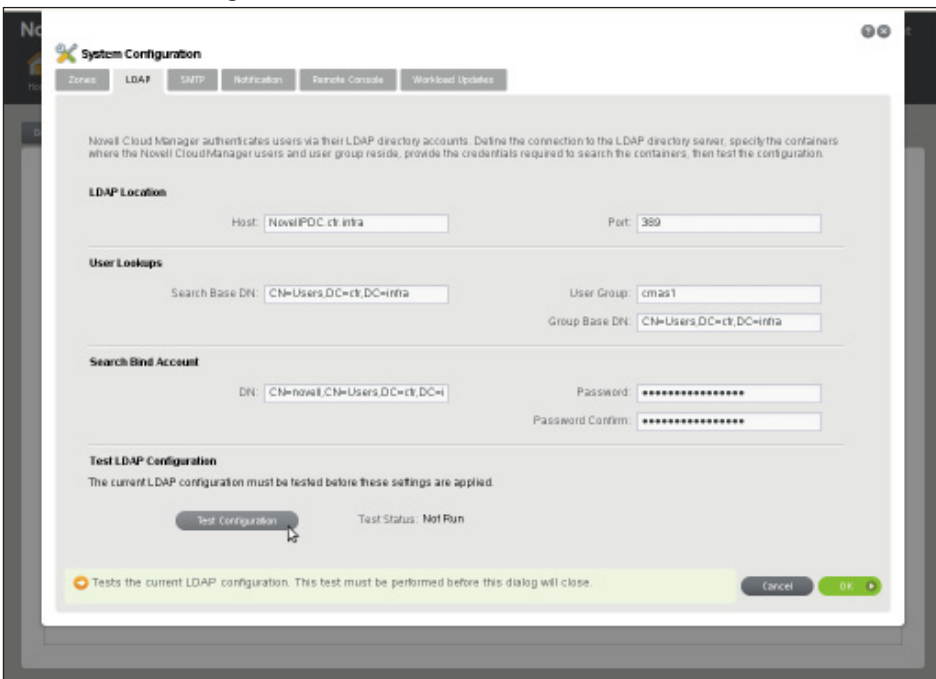 System Configuration
Zones LDAP SMTP Notification Remote Console Workload Updates
Novell Cloud Manager authenticates users via their LDAP directory accounts. Define the connection to the LDAP directory server, specify the containers
where the Novell Cloud Manager users and user group reside, provide the credentials required to search the containers, then test the configuration.
LDAP Location
Host: NovellPDC.ctr.infra Port: 389
User Lookups
Search Base DN: CN=Users,DC=ctr,DC=infra User Group: cmas1
Group Base DN: CN=Users,DC=ctr,DC=infra
Search Bind Account
DN: CN=novell,CN=Users,DC=ctr,DC=i Password: ••••••••••••••••
Password Confirm: ••••••••••••••••
Test LDAP Configuration
The current LDAP configuration must be tested before these settings are applied.
Test Configuration Test Status: Not Run
Tests the current LDAP configuration. This test must be performed before this dialog will close.
Cancel OK